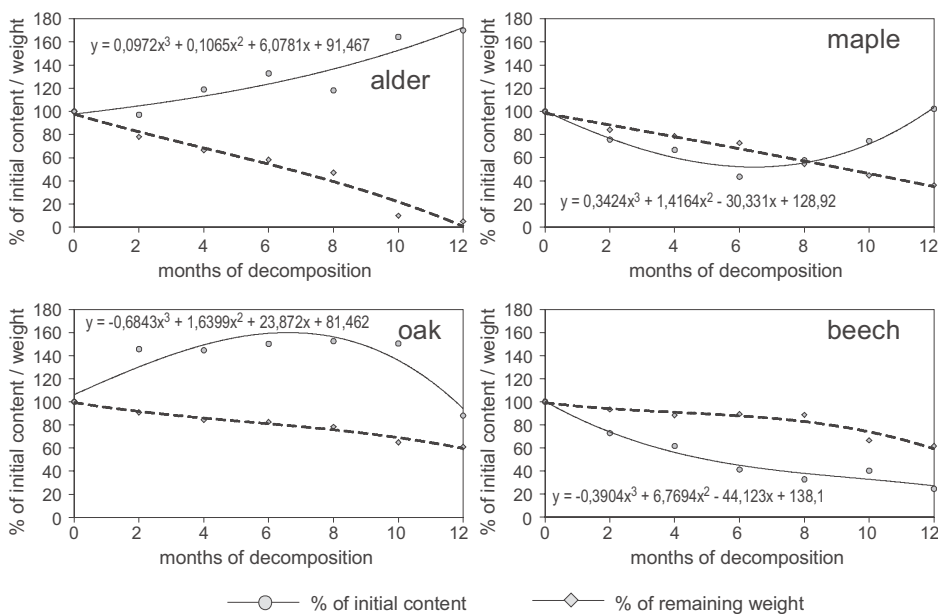 % of initial content / weight
180
160
140
120
100
80
60
40
20
0
y = 0,0972x³ + 0,1065x² + 6,0781x + 91,467
alder
0 2 4 6 8 10 12
months of decomposition
% of initial content / weight
180
160
140
120
100
80
60
40
20
0
maple
y = 0,3424x³ + 1,4164x² - 30,331x + 128,92
0 2 4 6 8 10 12
months of decomposition
% of initial content / weight
180
160
140
120
100
80
60
40
20
0
y = -0,6843x³ + 1,6399x² + 23,872x + 81,462
oak
0 2 4 6 8 10 12
months of decomposition
% of initial content / weight
180
160
140
120
100
80
60
40
20
0
beech
y = -0,3904x³ + 6,7694x² - 44,123x + 138,1
0 2 4 6 8 10 12
months of decomposition
% of initial content
% of remaining weight